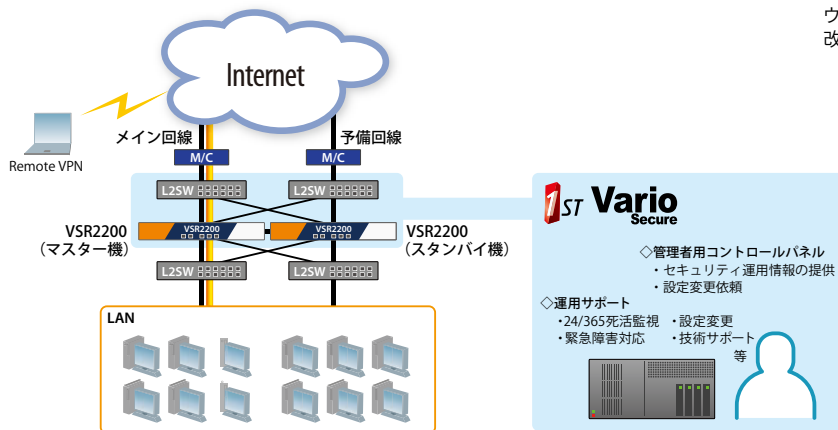 ウ
改
Internet
メイン回線
予備回線
Remote VPN
M/C
M/C
L2SW
L2SW
VSR2200
（マスター機）
VSR2200
VSR2200
VSR2200
（スタンバイ機）
L2SW
L2SW
LAN
1ST Vario
Secure
◇管理者用コントロールパネル
・セキュリティ運用情報の提供
・設定変更依頼
◇運用サポート
・24/365死活監視 ・設定変更
・緊急障害対応 ・技術サポート
等